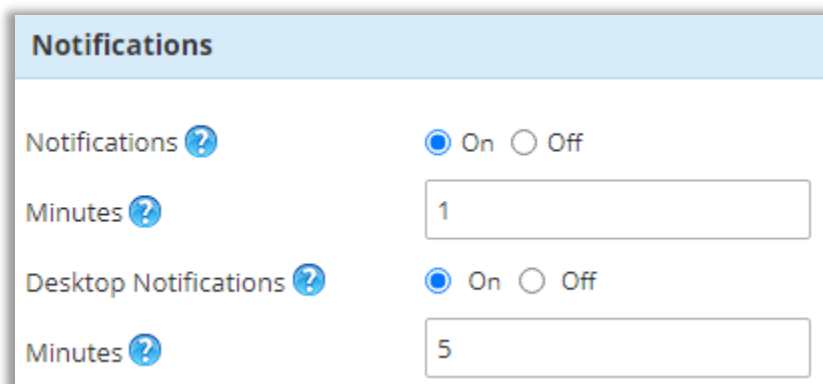 Notifications
Notifications ? On Off
Minutes ? 1
Desktop Notifications ? On Off
Minutes ? 5